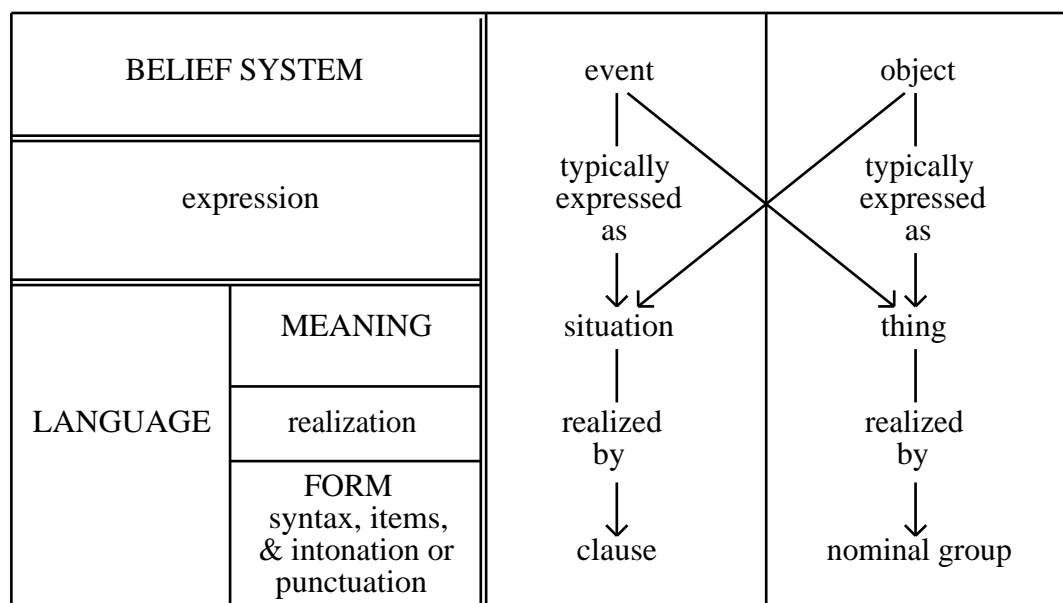 BELIEF SYSTEM
event
object
expression
typically
expressed
as
typically
expressed
as
LANGUAGE
MEANING
situation
thing
realization
realized
by
realized
by
FORM
syntax, items,
& intonation or
punctuation
clause
nominal group